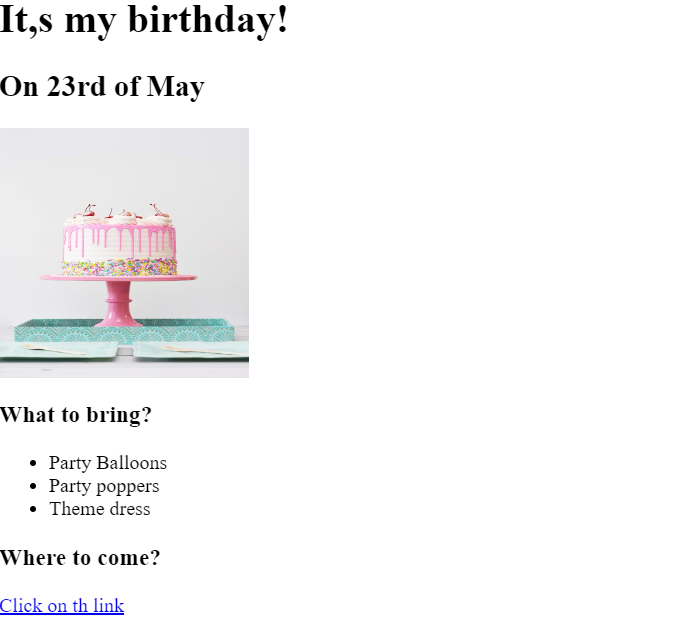 It,s my birthday!
On 23rd of May
What to bring?
Party Balloons
Party poppers
Theme dress
Where to come?
Click on th link